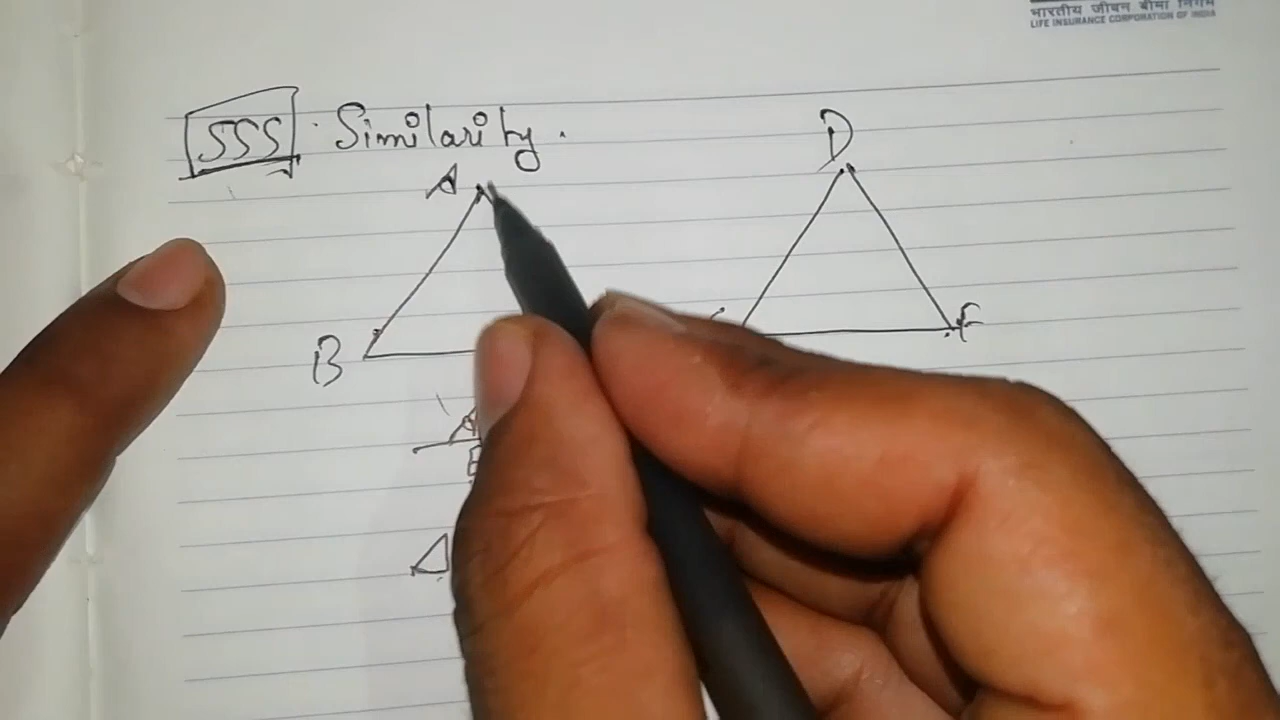 भारतीय जीवन बीमा निगम
LIFE INSURANCE CORPORATION OF INDIA
SSS Similarity.
A D
B F
Δ